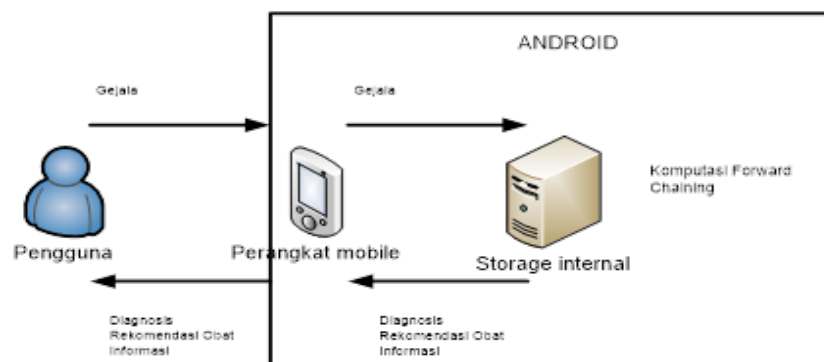 ANDROID
Gejala
Gejala
Komputasi Forward
Chaining
Pengguna
Perangkat mobile
Storage internal
Diagnosis
Rekomendasi Obat
Informasi
Diagnosis
Rekomendasi Obat
Informasi